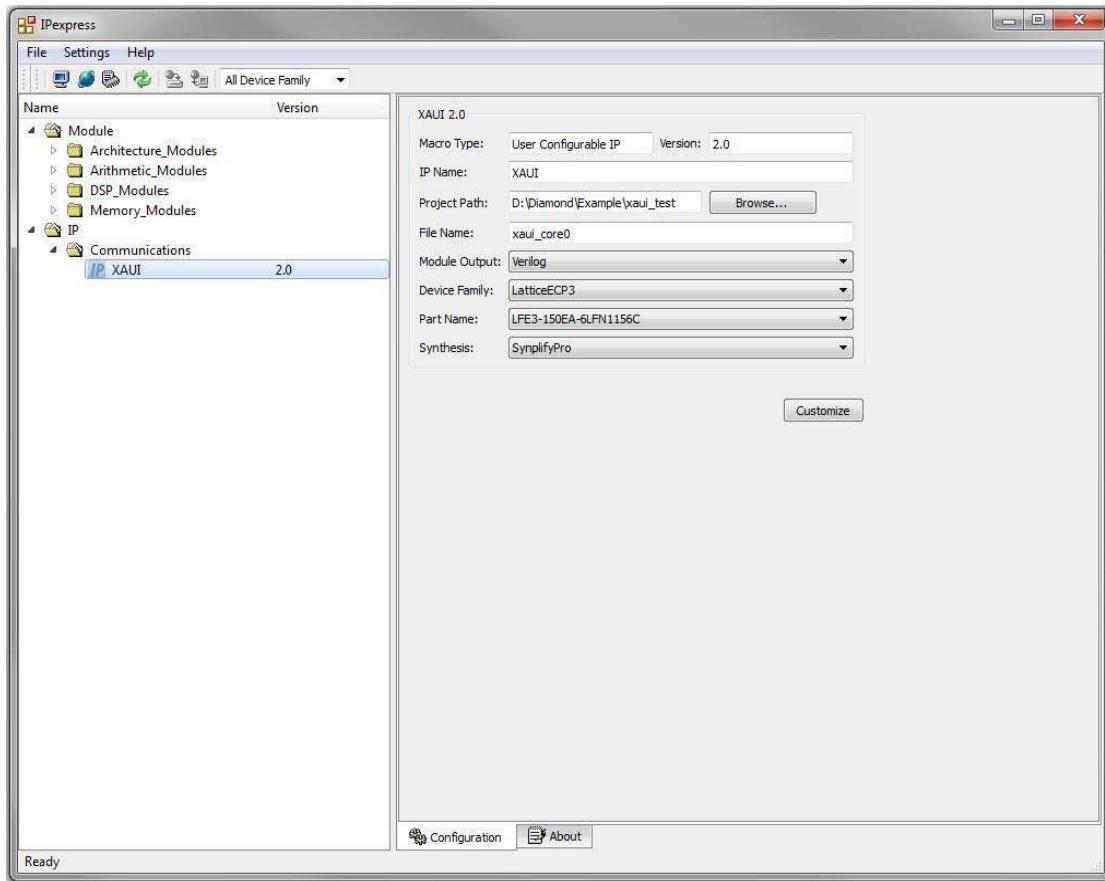 IPexpress
File Settings Help
All Device Family
Name Version
Module
Architecture_Modules
Arithmetic_Modules
DSP_Modules
Memory_Modules
IP
Communications
IP XAUI 2.0
XAUI 2.0
Macro Type: User Configurable IP Version: 2.0
IP Name: XAUI
Project Path: D:\Diamond\Example\xaui_test Browse...
File Name: xaui_core0
Module Output: Verilog
Device Family: LatticeECP3
Part Name: LFE3-150EA-6LFN1156C
Synthesis: SynplifyPro
Customize
Configuration About
Ready